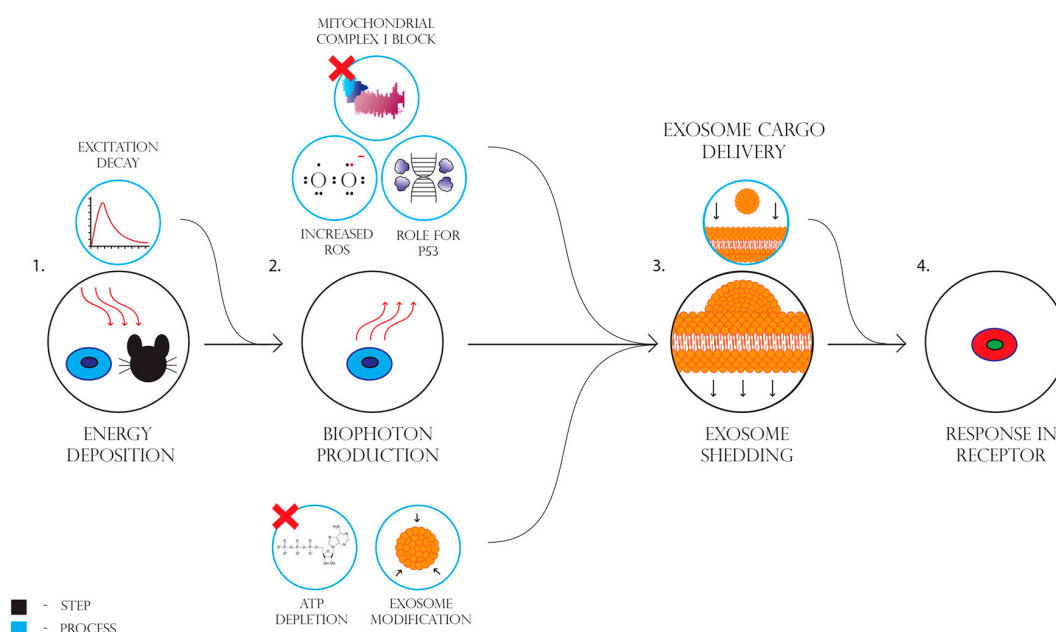 MITOCHONDRIAL
COMPLEX I BLOCK
EXCITATION
DECAY
EXOSOME CARGO
DELIVERY
INCREASED
ROS
ROLE FOR
P53
1.
2.
3.
4.
ENERGY
DEPOSITION
BIOPHOTON
PRODUCTION
EXOSOME
SHEDDING
RESPONSE IN
RECEPTOR
ATP
DEPLETION
EXOSOME
MODIFICATION
- STEP
- PROCESS